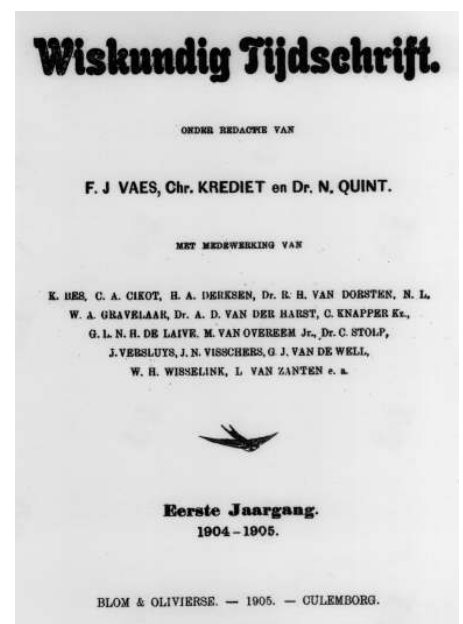 Wiskundig Tijdschrift.
ONDER REDACTIE VAN
F. J VAES, Chr. KREDIET en Dr. N. QUINT.
MET MEDEWERKING VAN
K. BES, C. A. CIKOT, H. A. DERKSEN, Dr. R. H. VAN DORSTEN, N. L.
W. A. GRAVELAAR, Dr. A. D. VAN DER HARST, C. KNAPPER Kz.,
G. L. N. H. DE LAIVE, M. VAN OVEREEM Jr., Dr. C. STOLP,
J. VERSLUYS, J. N. VISSCHERS, G. J. VAN DE WELL,
W. H. WISSELINK, L VAN ZANTEN e. a.
Eerste Jaargang.
1904–1905.
BLOM & OLIVIERSE. — 1905. — CULEMBORG.